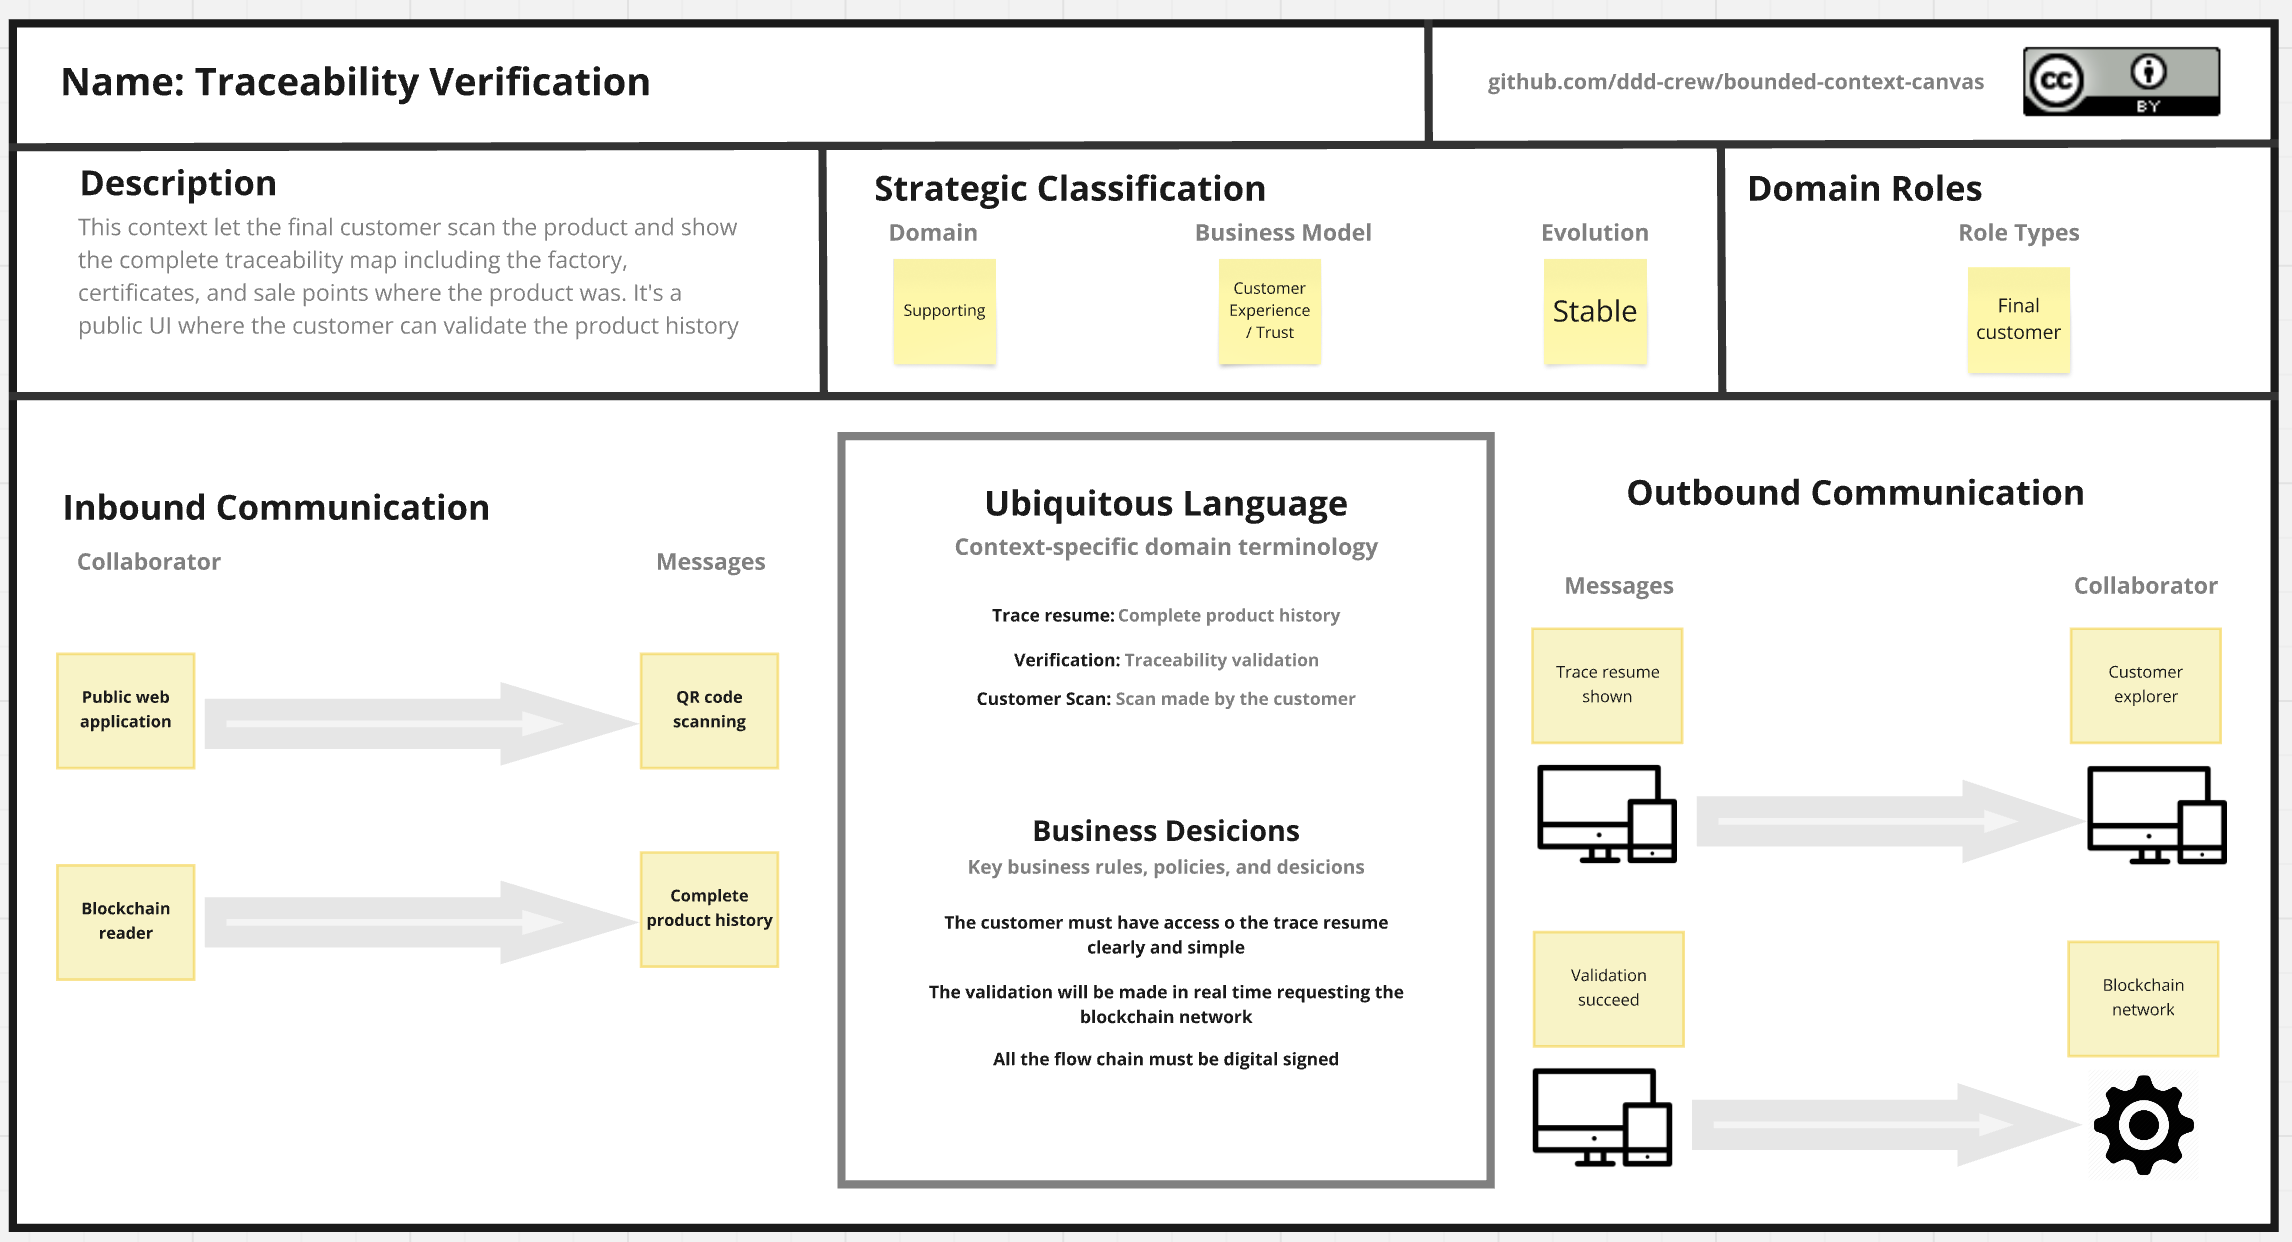 Name: Traceability Verification
github.com/ddd-crew/bounded-context-canvas
cc
BY
Description
This context let the final customer scan the product and show
the complete traceability map including the factory,
certificates, and sale points where the product was. It's a
public UI where the customer can validate the product history
Strategic Classification
Domain
Supporting
Business Model
Customer
Experience
/ Trust
Evolution
Stable
Domain Roles
Role Types
Final
customer
Inbound Communication
Collaborator
Messages
Public web
application
QR code
scanning
Blockchain
reader
Complete
product history
Ubiquitous Language
Context-specific domain terminology
Trace resume: Complete product history
Verification: Traceability validation
Customer Scan: Scan made by the customer
Business Desicions
Key business rules, policies, and desicions
The customer must have access o the trace resume
clearly and simple
The validation will be made in real time requesting the
blockchain network
All the flow chain must be digital signed
Outbound Communication
Messages
Collaborator
Trace resume
shown
Customer
explorer
Validation
succeed
Blockchain
network